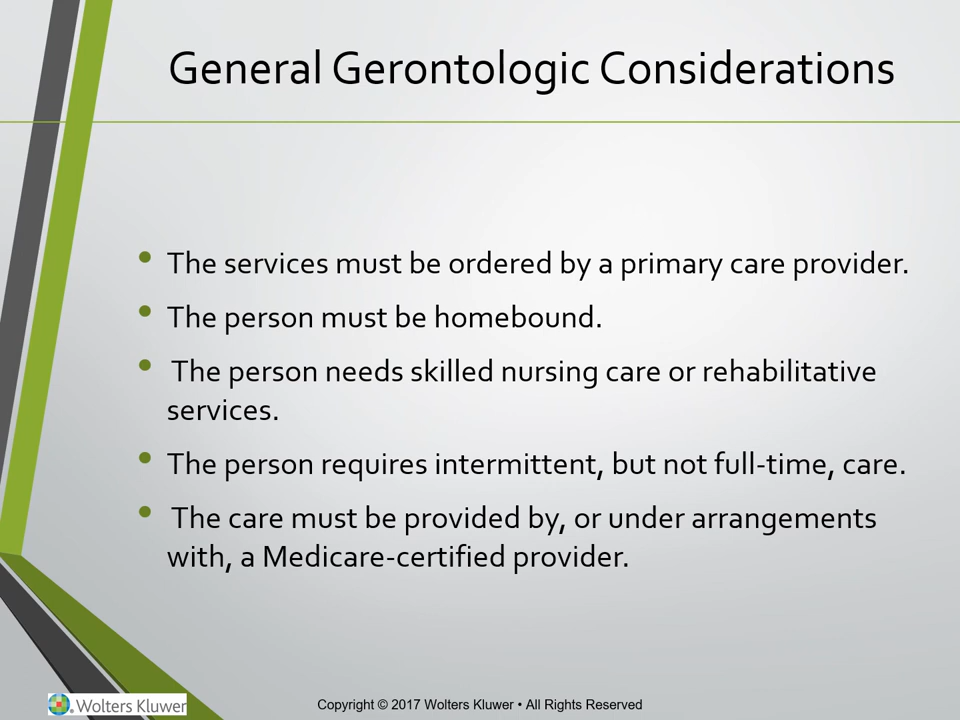 General Gerontologic Considerations
• The services must be ordered by a primary care provider.
• The person must be homebound.
• The person needs skilled nursing care or rehabilitative
services.
• The person requires intermittent, but not full-time, care.
• The care must be provided by, or under arrangements
with, a Medicare-certified provider.
Wolters Kluwer
Copyright © 2017 Wolters Kluwer • All Rights Reserved